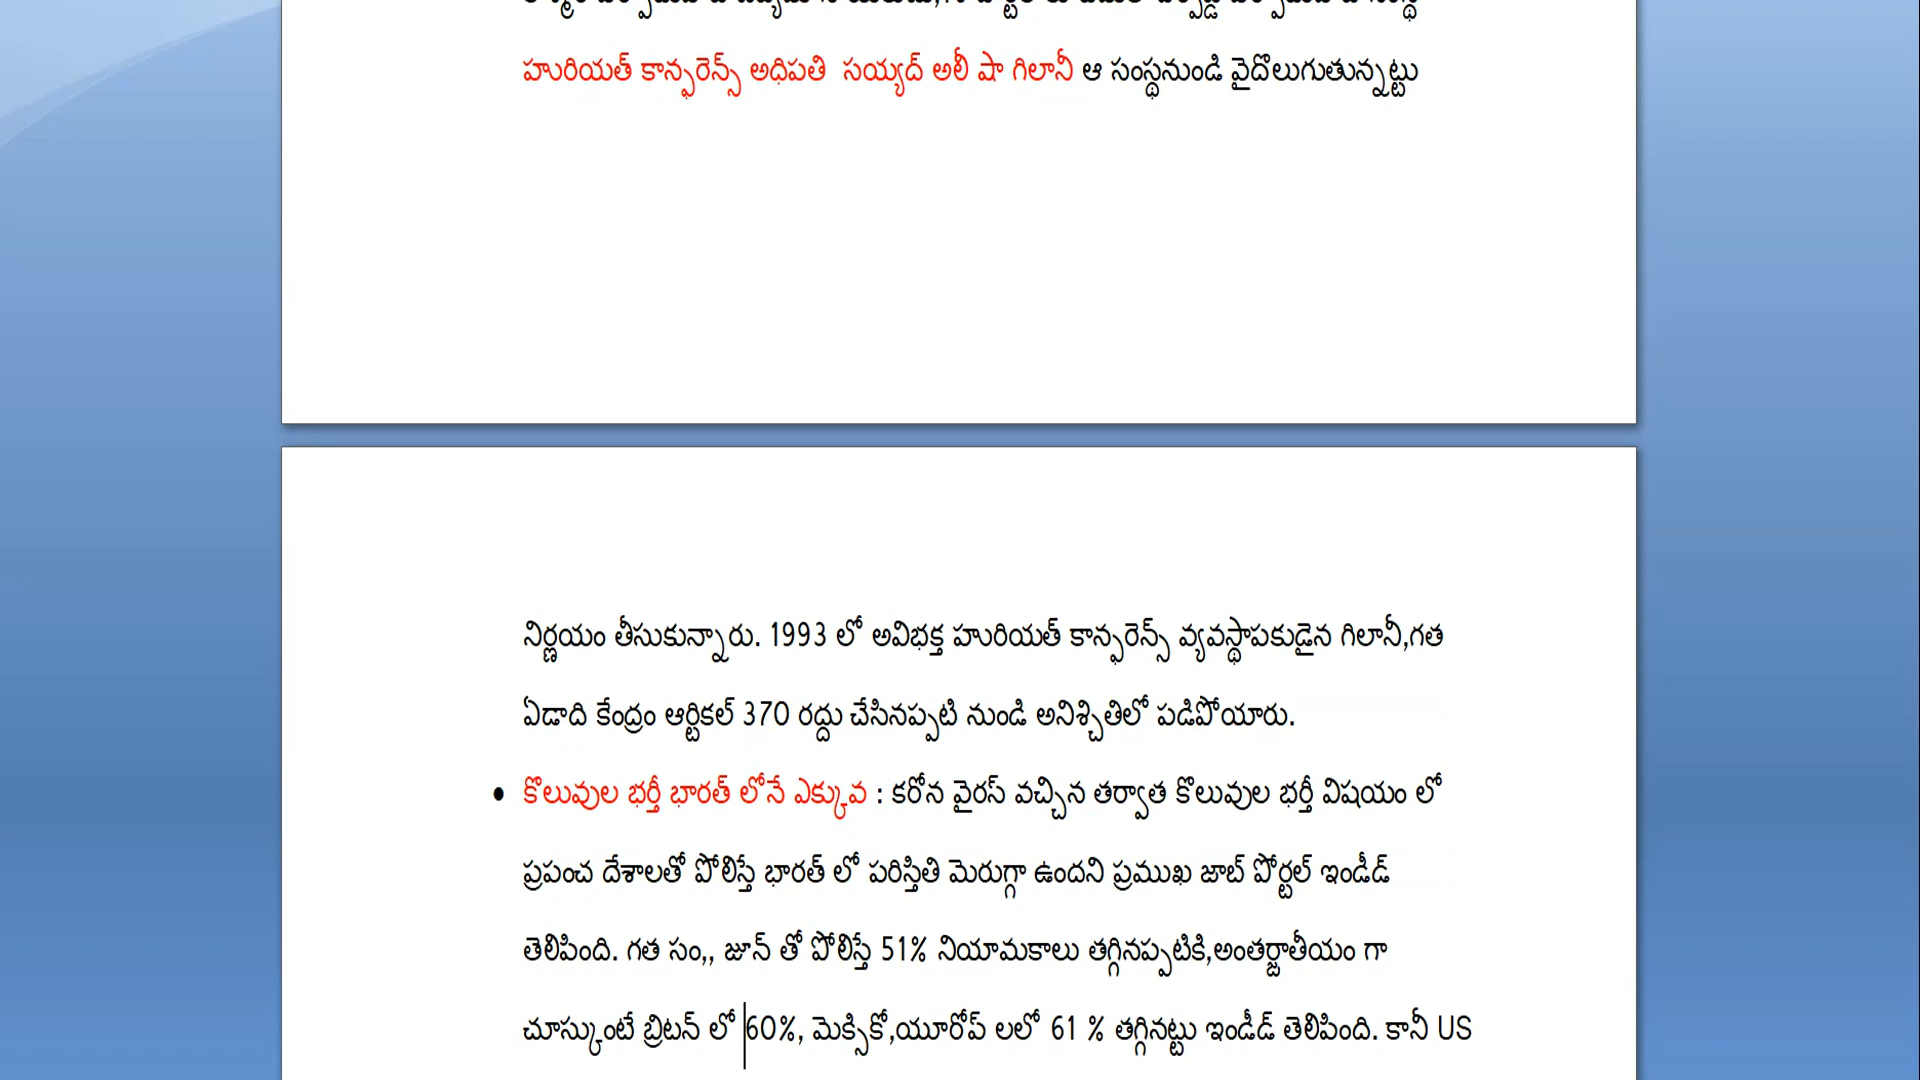 హురియత్ కాన్ఫరెన్స్ అధిపతి సయ్యద్ అలీ షా గిలానీ ఆ సంస్థనుండి వైదొలుగుతున్నట్టు
నిర్ణయం తీసుకున్నారు. 1993 లో అవిభక్త హురియత్ కాన్ఫరెన్స్ వ్యవస్థాపకుడైన గిలానీ,గత
ఏడాది కేంద్రం ఆర్టికల్ 370 రద్దు చేసినప్పటి నుండి అనిశ్చితిలో పడిపోయారు.
• కొలువుల భర్తీ భారత్ లోనే ఎక్కువ : కరోన వైరస్ వచ్చిన తర్వాత కొలువుల భర్తీ విషయం లో
ప్రపంచ దేశాలతో పోలిస్తే భారత్ లో పరిస్తితి మెరుగ్గా ఉందని ప్రముఖ జాబ్ పోర్టల్ ఇండీడ్
తెలిపింది. గత సం,, జూన్ తో పోలిస్తే 51% నియామకాలు తగ్గినప్పటికి,అంతర్జాతీయం గా
చూస్కుంటే బ్రిటన్ లో 60%, మెక్సికో,యూరోప్ లలో 61 % తగ్గినట్టు ఇండీడ్ తెలిపింది. కానీ US